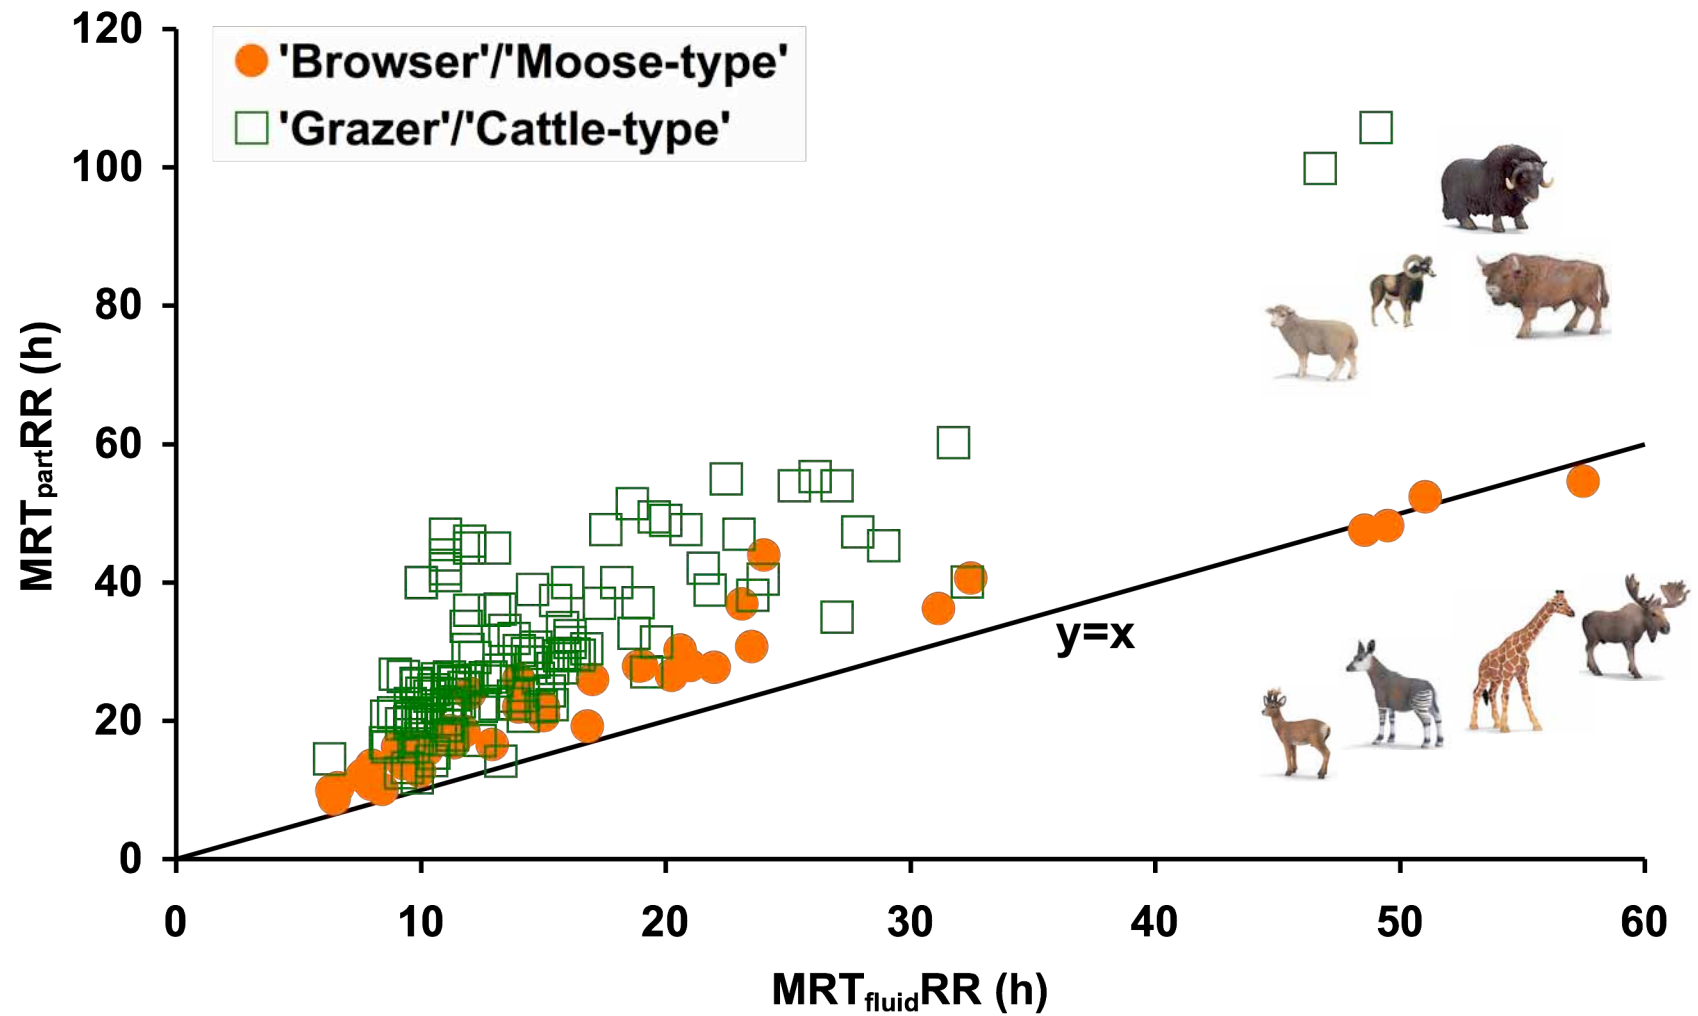 120
100
80
60
40
20
0
MRTpartRR (h)
'Browser'/'Moose-type'
'Grazer'/'Cattle-type'
y=x
0 10 20 30 40 50 60
MRTfluidRR (h)